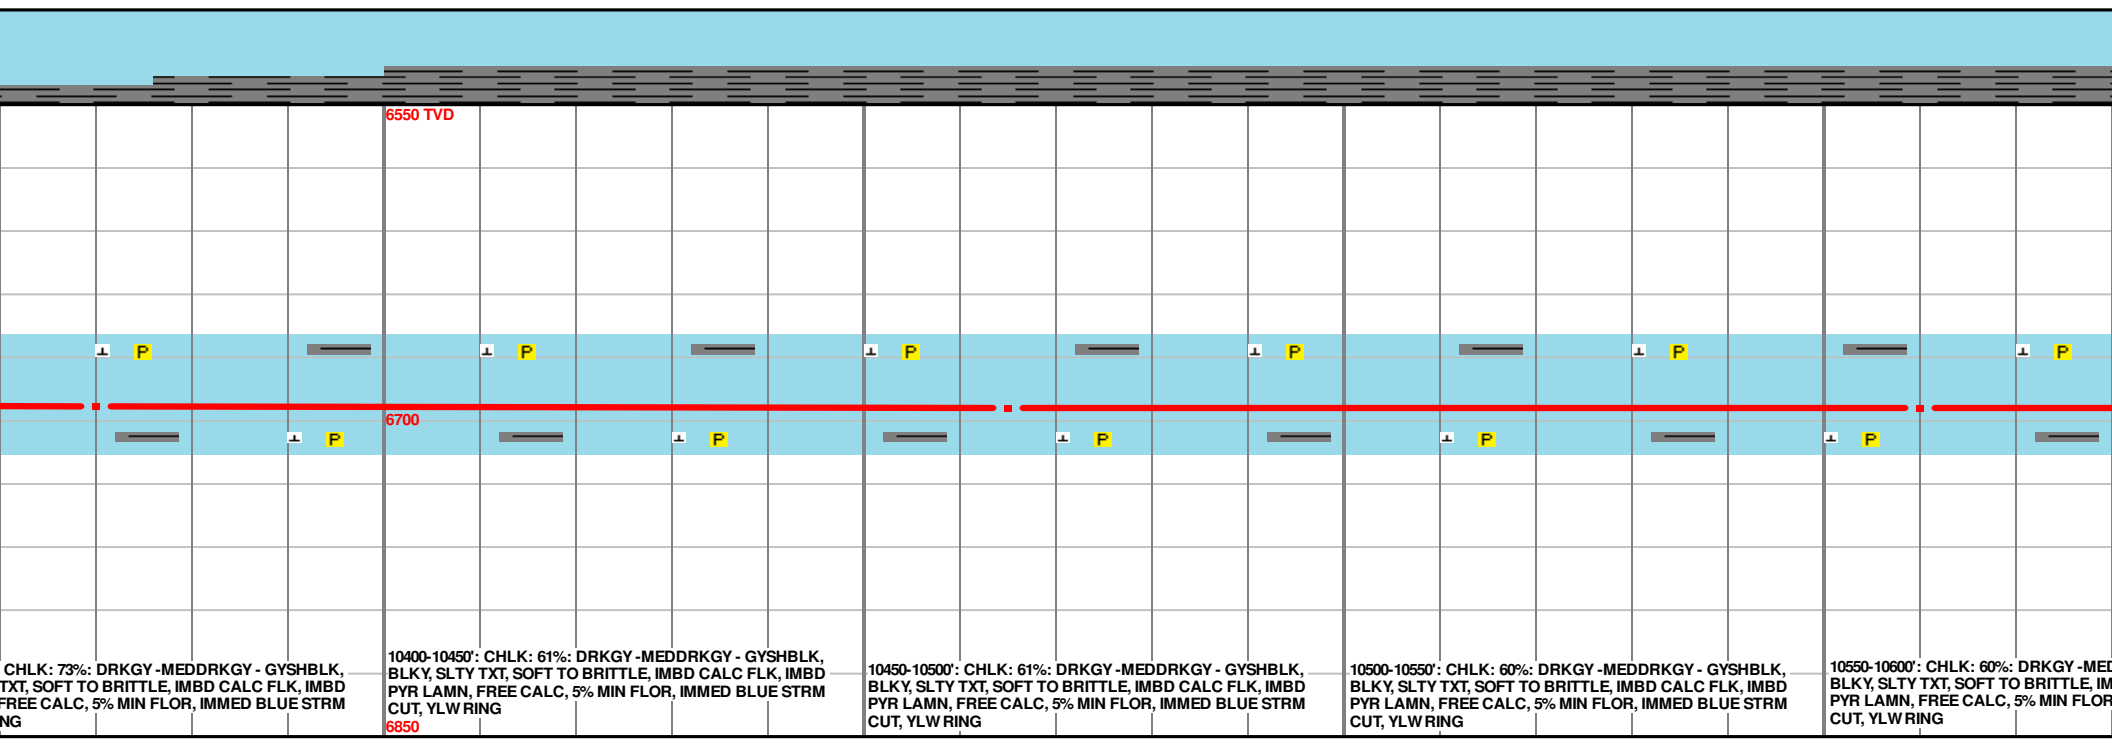 6550 TVD
P P P P P P
6700
P P P P P
CHLK: 73%: DRKGY -MEDDRKGY - GYSHBLK,
TXT, SOFT TO BRITTLE, IMBD CALC FLK, IMBD
FREE CALC, 5% MIN FLOR, IMMED BLUE STRM
NG
10400-10450': CHLK: 61%: DRKGY -MEDDRKGY - GYSHBLK,
BLKY, SLTY TXT, SOFT TO BRITTLE, IMBD CALC FLK, IMBD
PYR LAMN, FREE CALC, 5% MIN FLOR, IMMED BLUE STRM
CUT, YLW RING
6850
10450-10500': CHLK: 61%: DRKGY -MEDDRKGY - GYSHBLK,
BLKY, SLTY TXT, SOFT TO BRITTLE, IMBD CALC FLK, IMBD
PYR LAMN, FREE CALC, 5% MIN FLOR, IMMED BLUE STRM
CUT, YLW RING
10500-10550': CHLK: 60%: DRKGY -MEDDRKGY - GYSHBLK,
BLKY, SLTY TXT, SOFT TO BRITTLE, IMBD CALC FLK, IMBD
PYR LAMN, FREE CALC, 5% MIN FLOR, IMMED BLUE STRM
CUT, YLW RING
10550-10600': CHLK: 60%: DRKGY -MED
BLKY, SLTY TXT, SOFT TO BRITTLE, IM
PYR LAMN, FREE CALC, 5% MIN FLOR
CUT, YLW RING